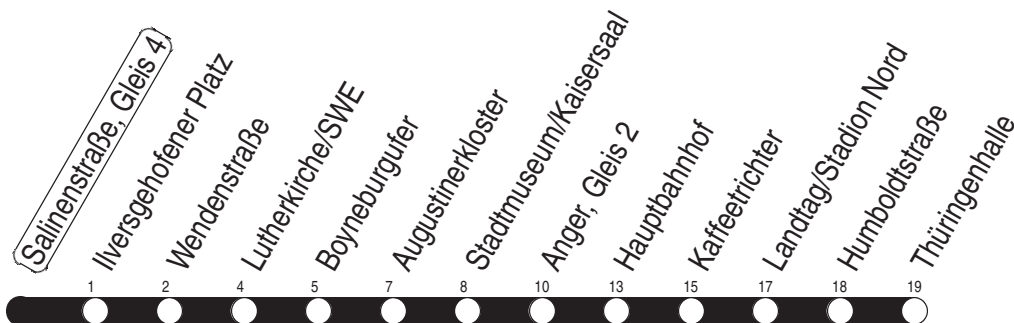 Salinenstraße, Gleis 4
Ilversgehofener Platz
Wendenstraße
Lutherkirche/SWE
Boyneburgufer
Augustinerkloster
Stadtmuseum/Kaisersaal
Anger, Gleis 2
Hauptbahnhof
Kaffeetrichter
Landtag/Stadion Nord
Humboldtstraße
Thüringenhalle
1 2 4 5 7 8 10 13 15 17 18 19